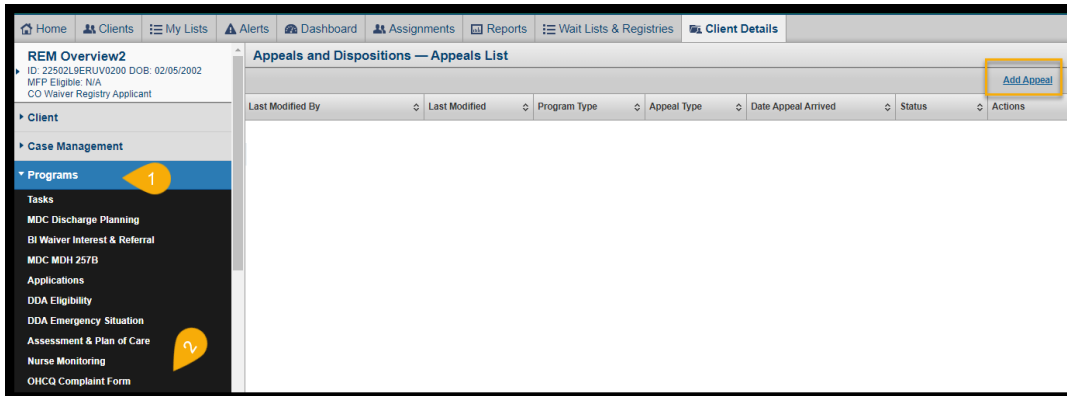 Home Clients My Lists Alerts Dashboard Assignments Reports Wait Lists & Registries Client Details
REM Overview2
ID: 22502L9ERUV0200 DOB: 02/05/2002
MFP Eligible: N/A
CO Waiver Registry Applicant
Client
Case Management
Programs
1
Tasks
MDC Discharge Planning
BI Waiver Interest & Referral
MDC MDH 257B
Applications
DDA Eligibility
DDA Emergency Situation
Assessment & Plan of Care
2
Nurse Monitoring
OHCQ Complaint Form
Appeals and Dispositions — Appeals List
Add Appeal
Last Modified By Last Modified Program Type Appeal Type Date Appeal Arrived Status Actions